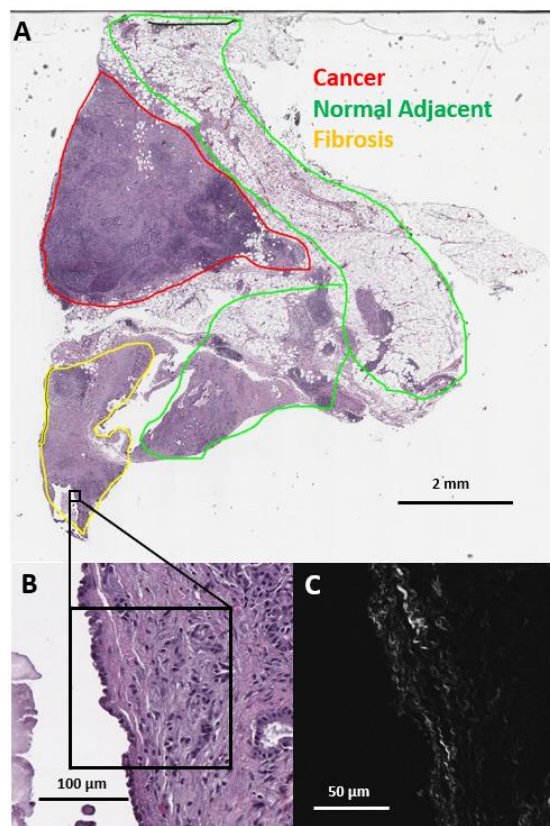 A
Cancer
Normal Adjacent
Fibrosis
2 mm
B
100 μm
C
50 μm